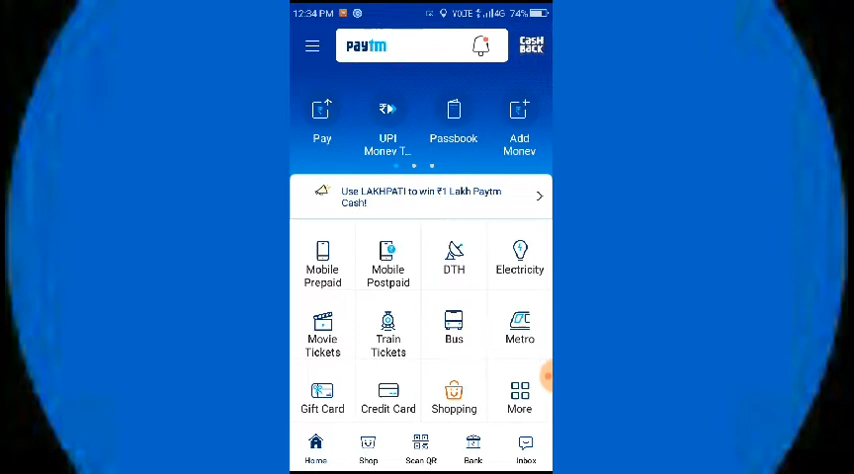 12:34 PM VOLTE 4G 74%
paytm CASH
BACK
Pay UPI Passbook Add
Money T... Money
Use LAKHPATI to win ₹1 Lakh Paytm
Cash!
Mobile Mobile DTH Electricity
Prepaid Postpaid
Movie Train Bus Metro
Tickets Tickets
Gift Card Credit Card Shopping More
Home Shop Scan QR Bank Inbox